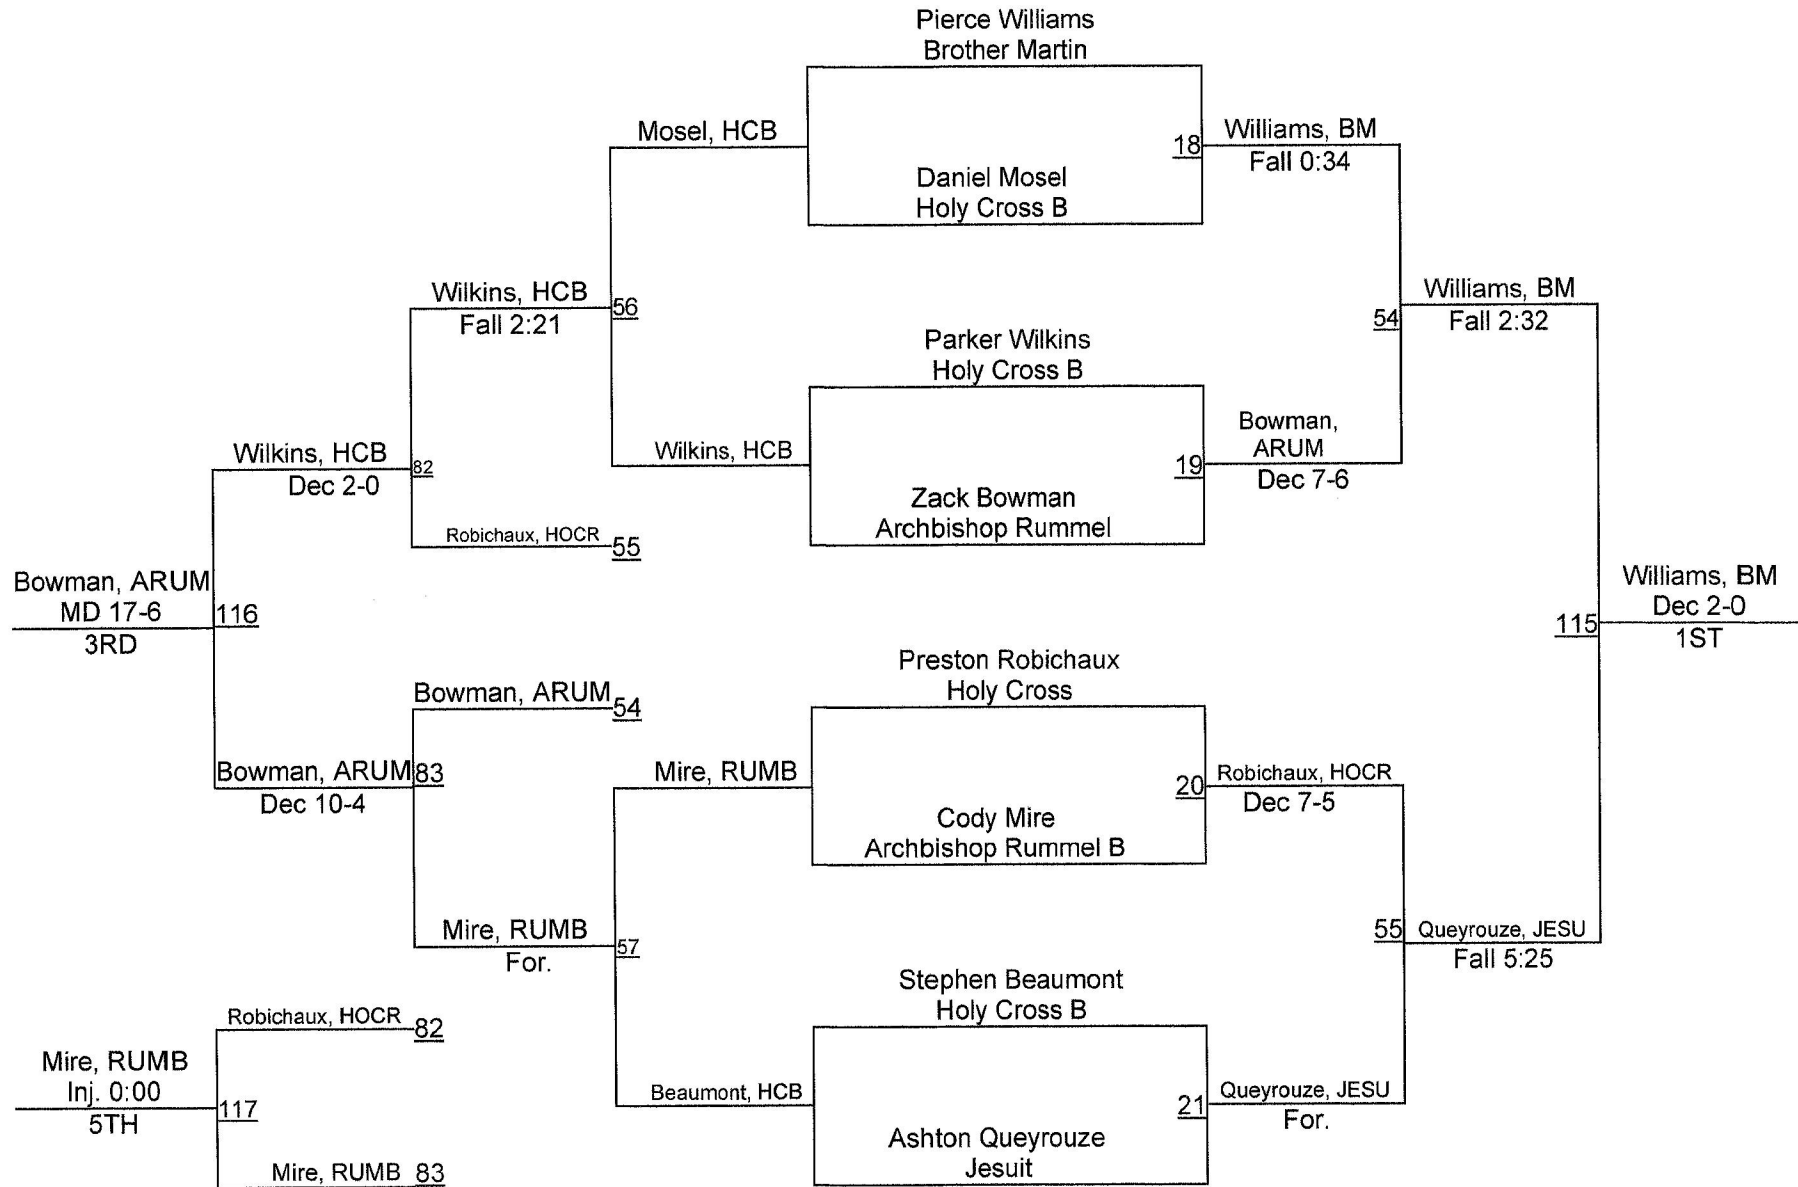 Pierce Williams
Brother Martin
Mosel, HCB
18
Williams, BM
Fall 0:34
Daniel Mosel
Holy Cross B
Wilkins, HCB
Fall 2:21
56
54
Williams, BM
Fall 2:32
Parker Wilkins
Holy Cross B
Wilkins, HCB
Dec 2-0
82
Wilkins, HCB
19
Bowman,
ARUM
Dec 7-6
Zack Bowman
Archbishop Rummel
Robichaux, HOCR
55
Bowman, ARUM
MD 17-6
3RD
116
115
Williams, BM
Dec 2-0
1ST
Preston Robichaux
Holy Cross
Bowman, ARUM
54
Bowman, ARUM
83
Dec 10-4
Mire, RUMB
20
Robichaux, HOCR
Dec 7-5
Cody Mire
Archbishop Rummel B
Mire, RUMB
For.
57
55
Queyrouze, JESU
Fall 5:25
Stephen Beaumont
Holy Cross B
Robichaux, HOCR
82
Mire, RUMB
Inj. 0:00
5TH
117
Beaumont, HCB
21
Queyrouze, JESU
For.
Ashton Queyrouze
Jesuit
Mire, RUMB
83